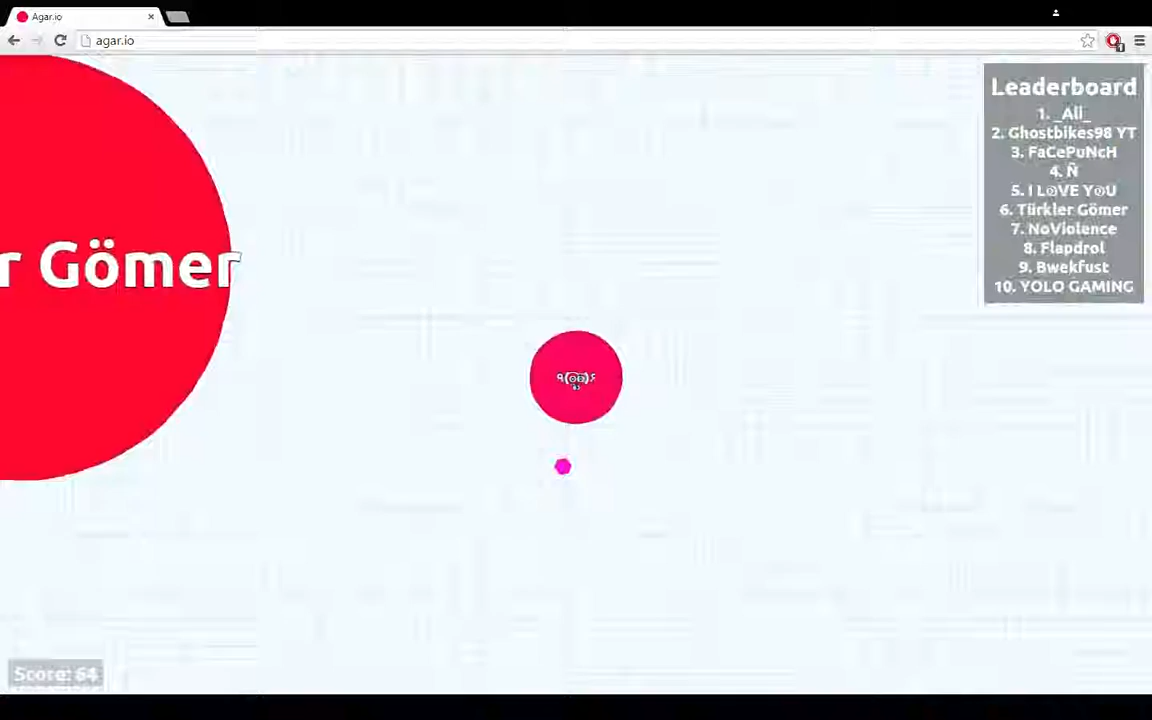 Agar.io
agar.io
Leaderboard
1. _Ali_
2. Ghostbikes98 YT
3. FaCePuNcH
4. Ñ
5. I L☹VE Y☹U
6. Türkler Gömer
7. NoViolence
8. Flapdrol
9. Bwekfust
10. YOLO GAMING
r Gömer
Score: 64